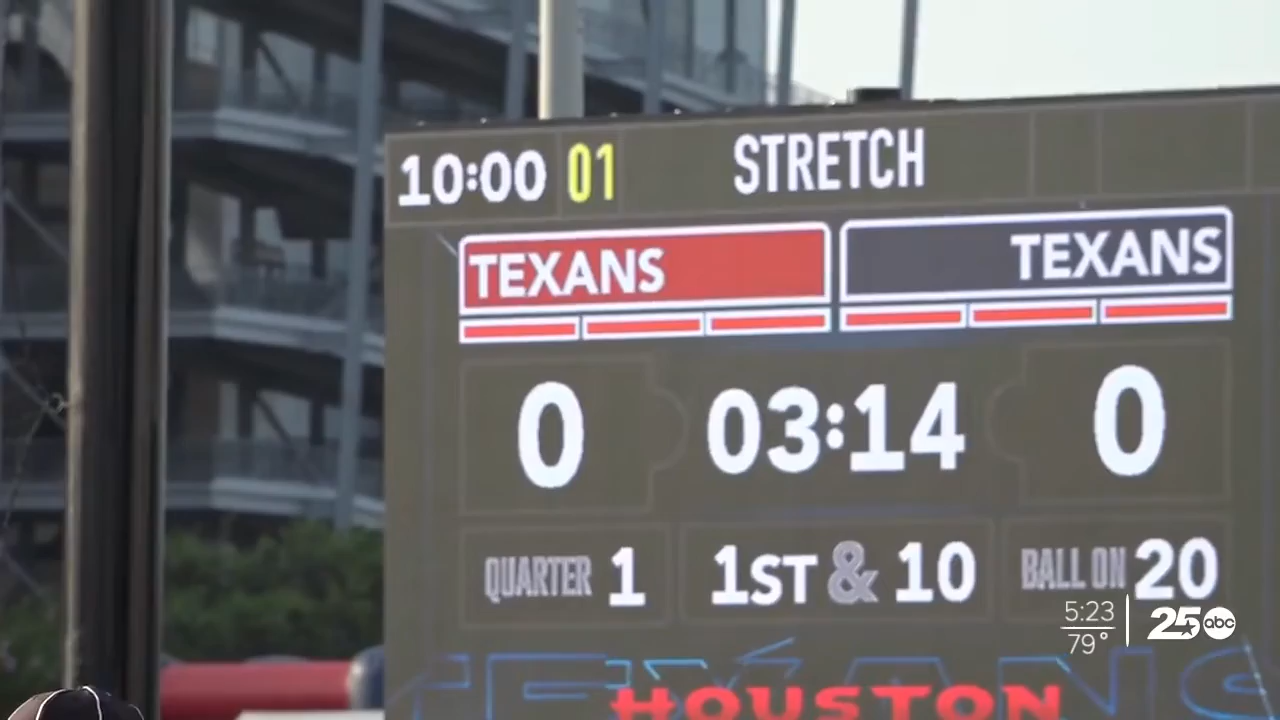 10:00 01 STRETCH
TEXANS TEXANS
0 03:14 0
QUARTER 1 1ST & 10 BALL ON 20
5:23
79° 25 abc
TEXANS
HOUSTON